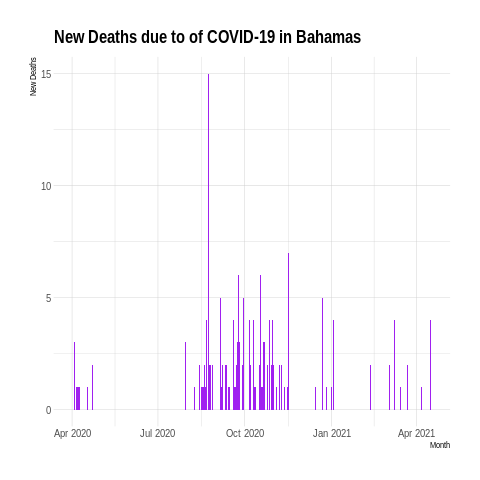 New Deaths due to of COVID-19 in Bahamas
New Deaths
15
10
5
0
Apr 2020 Jul 2020 Oct 2020 Jan 2021 Apr 2021
Month